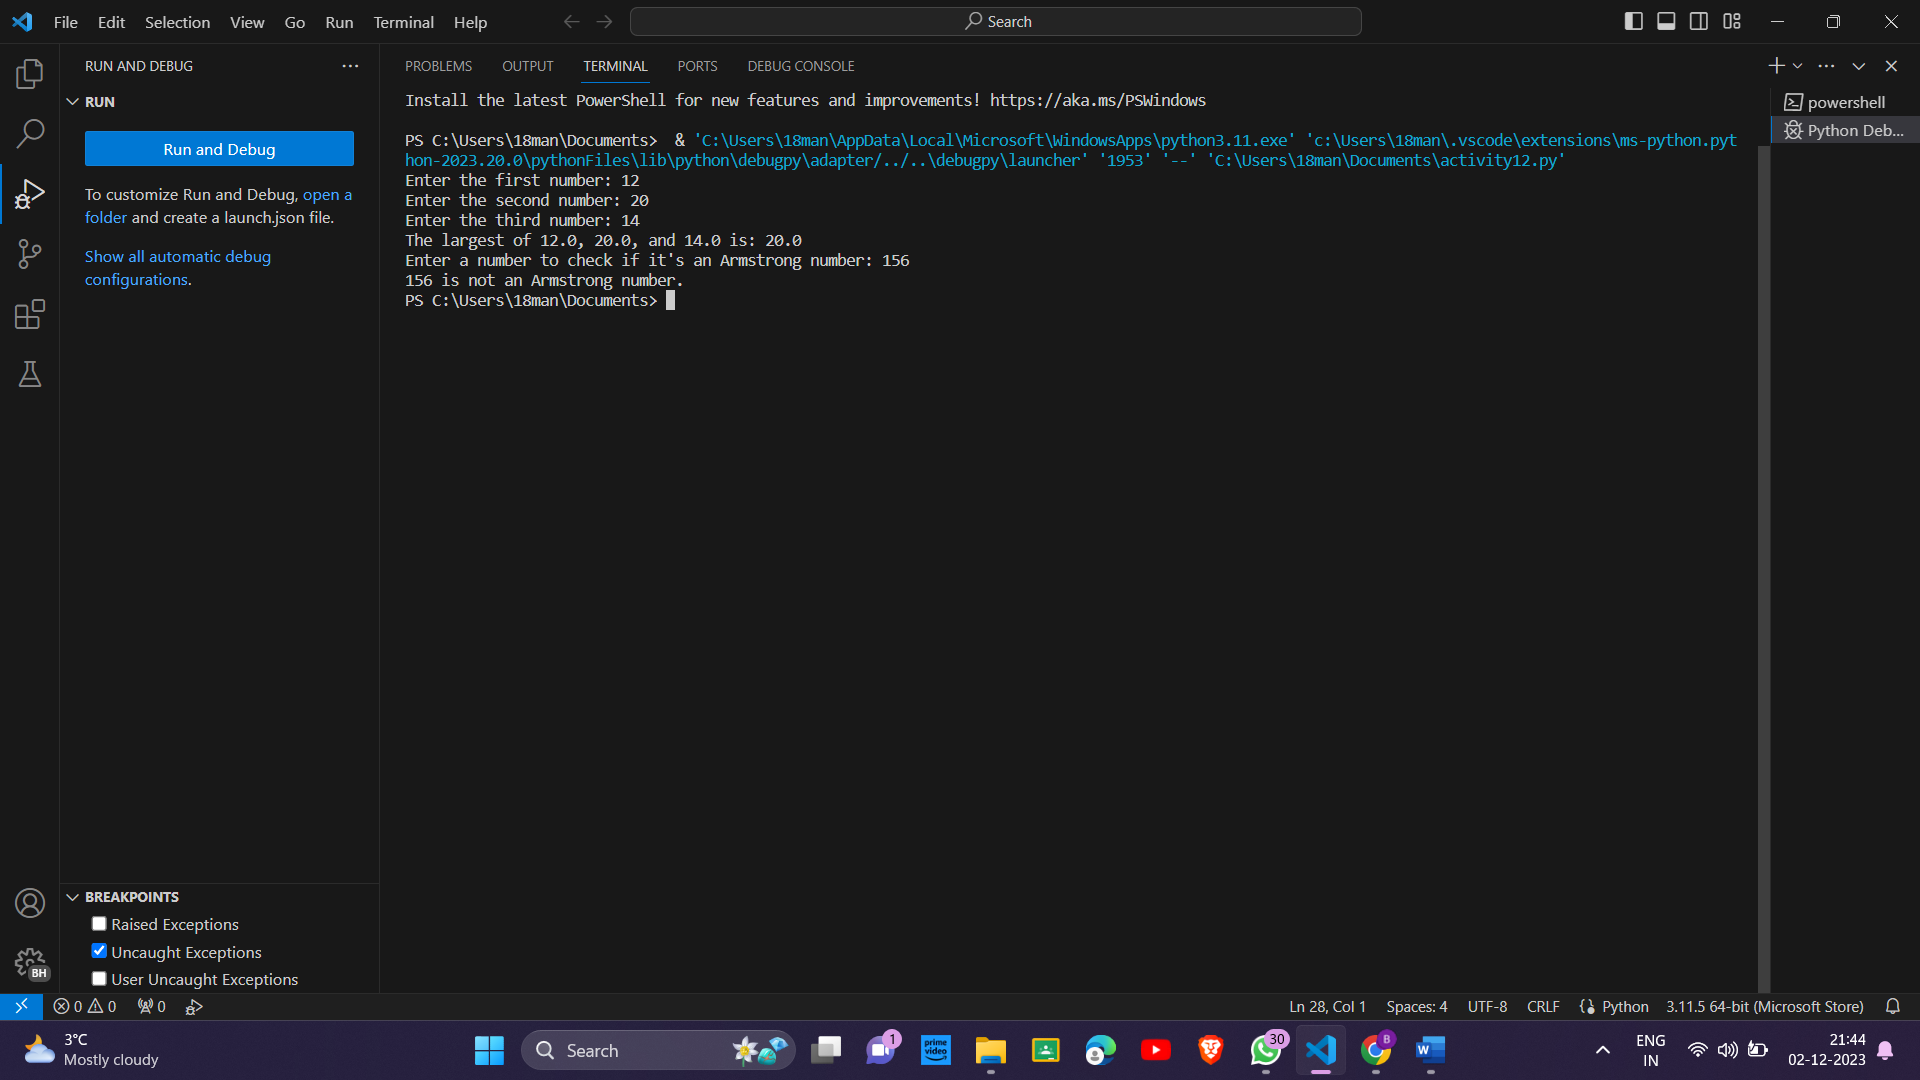 File Edit Selection View Go Run Terminal Help
Search
RUN AND DEBUG
RUN
Run and Debug
To customize Run and Debug, open a
folder and create a launch.json file.
Show all automatic debug
configurations.
BREAKPOINTS
Raised Exceptions
Uncaught Exceptions
User Uncaught Exceptions
PROBLEMS OUTPUT TERMINAL PORTS DEBUG CONSOLE
Install the latest PowerShell for new features and improvements! https://aka.ms/PSWindows
PS C:\Users\18man\Documents>  & 'C:\Users\18man\AppData\Local\Microsoft\WindowsApps\python3.11.exe' 'c:\Users\18man\.vscode\extensions\ms-python.pyt
hon-2023.20.0\pythonFiles\lib\python\debugpy\adapter/../..\debugpy\launcher' '1953' '--' 'C:\Users\18man\Documents\activity12.py'
Enter the first number: 12
Enter the second number: 20
Enter the third number: 14
The largest of 12.0, 20.0, and 14.0 is: 20.0
Enter a number to check if it's an Armstrong number: 156
156 is not an Armstrong number.
PS C:\Users\18man\Documents>
powershell
Python Deb...
BH
0 0 0
Ln 28, Col 1 Spaces: 4 UTF-8 CRLF Python 3.11.5 64-bit (Microsoft Store)
3°C
Mostly cloudy
Search
1
prime
video
30
B
W
ENG
IN
21:44
02-12-2023